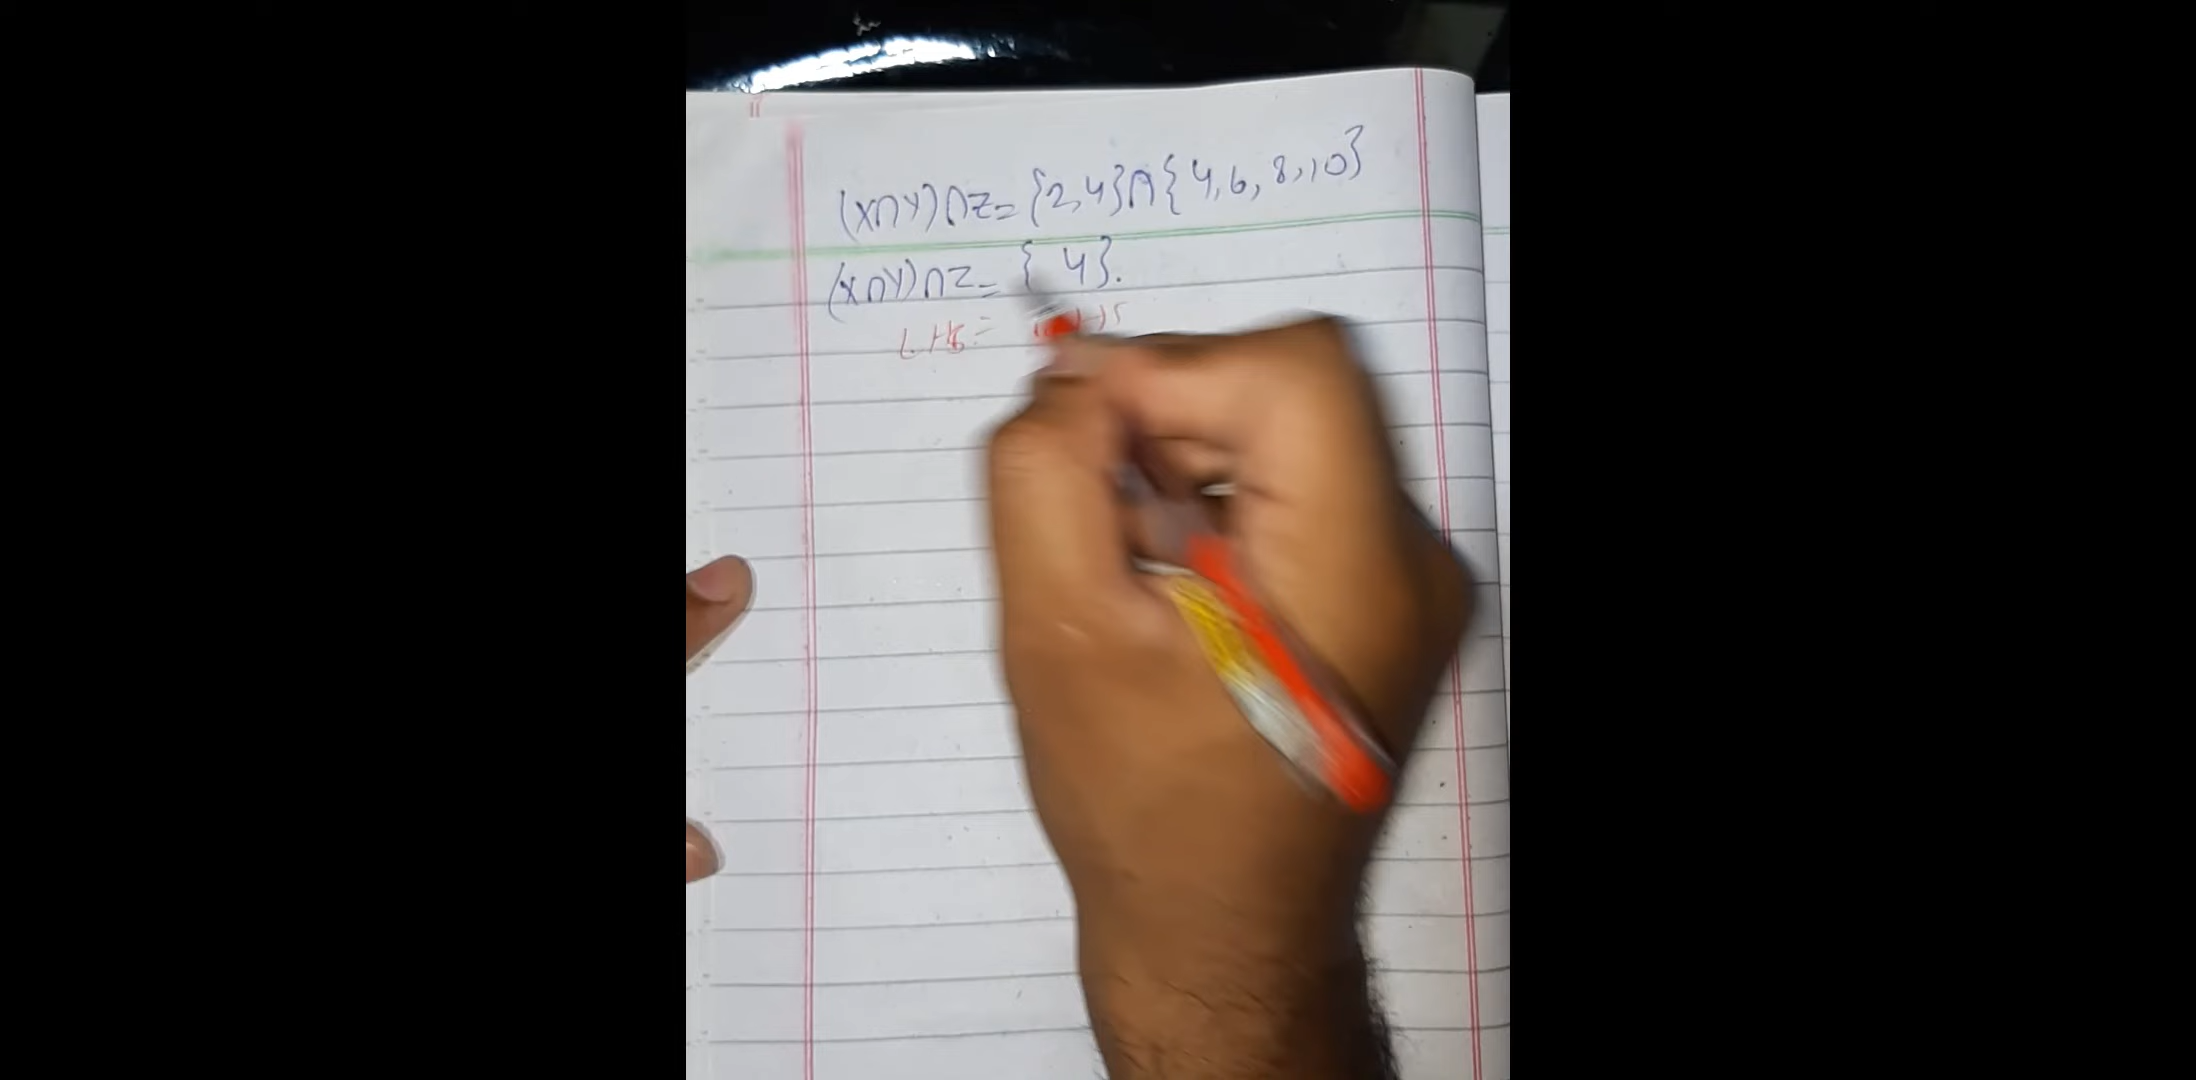 (X∩Y)∩Z= {2,4}∩{4,6,8,10}
(X∩Y)∩Z= {4}.
LHS=